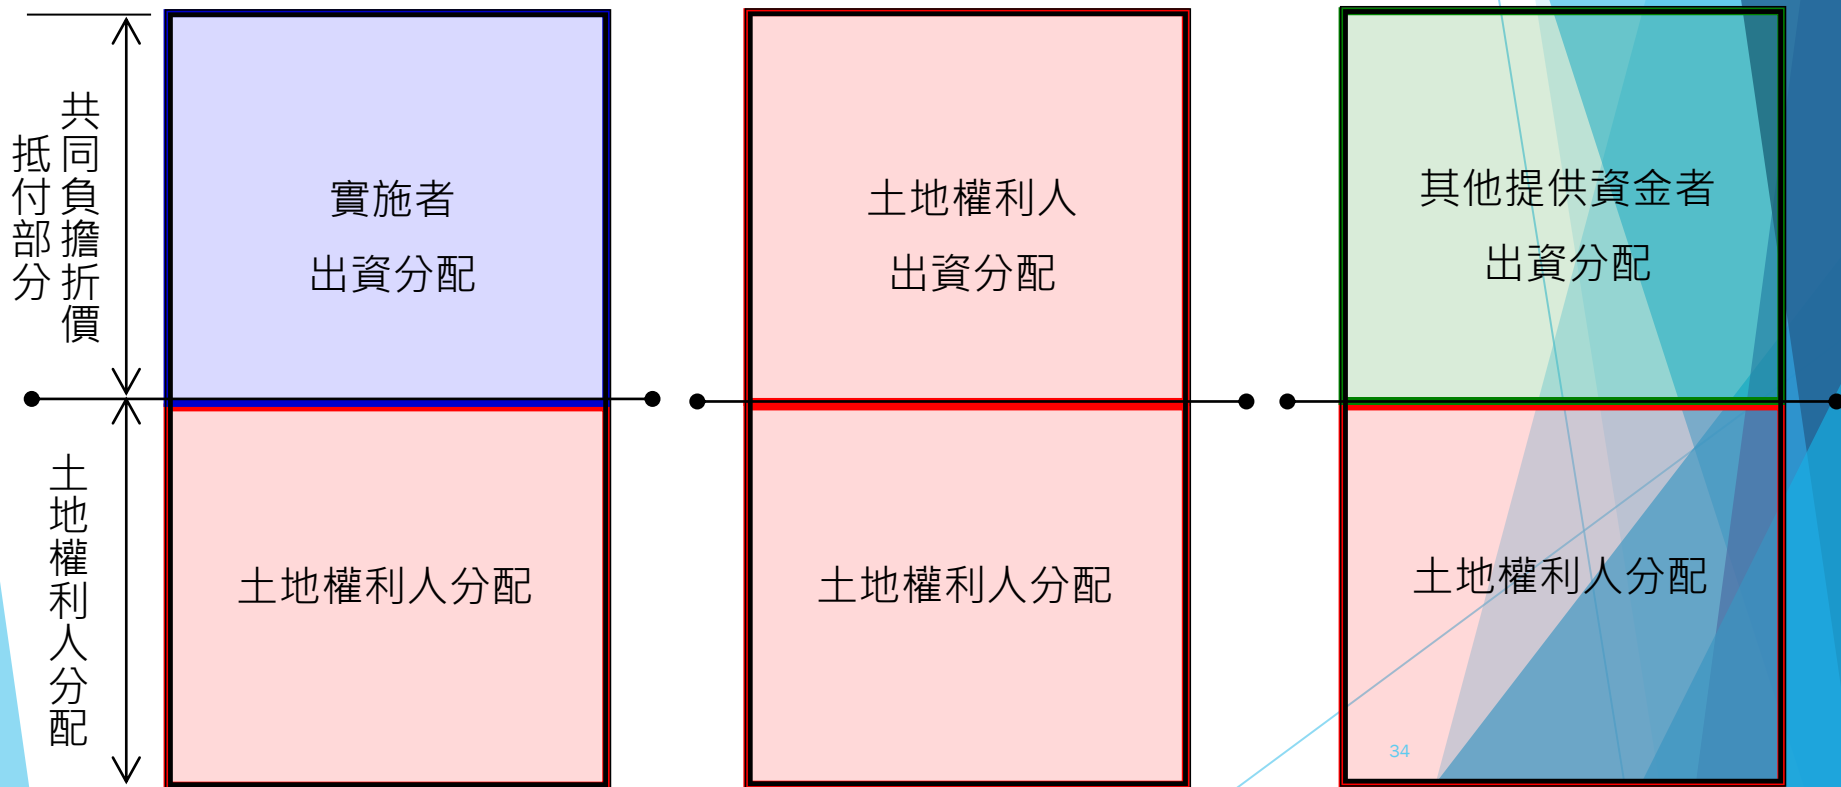 共同負擔折價
抵付部分
土地權利人分配
實施者
出資分配
土地權利人分配
土地權利人
出資分配
土地權利人分配
其他提供資金者
出資分配
土地權利人分配
34